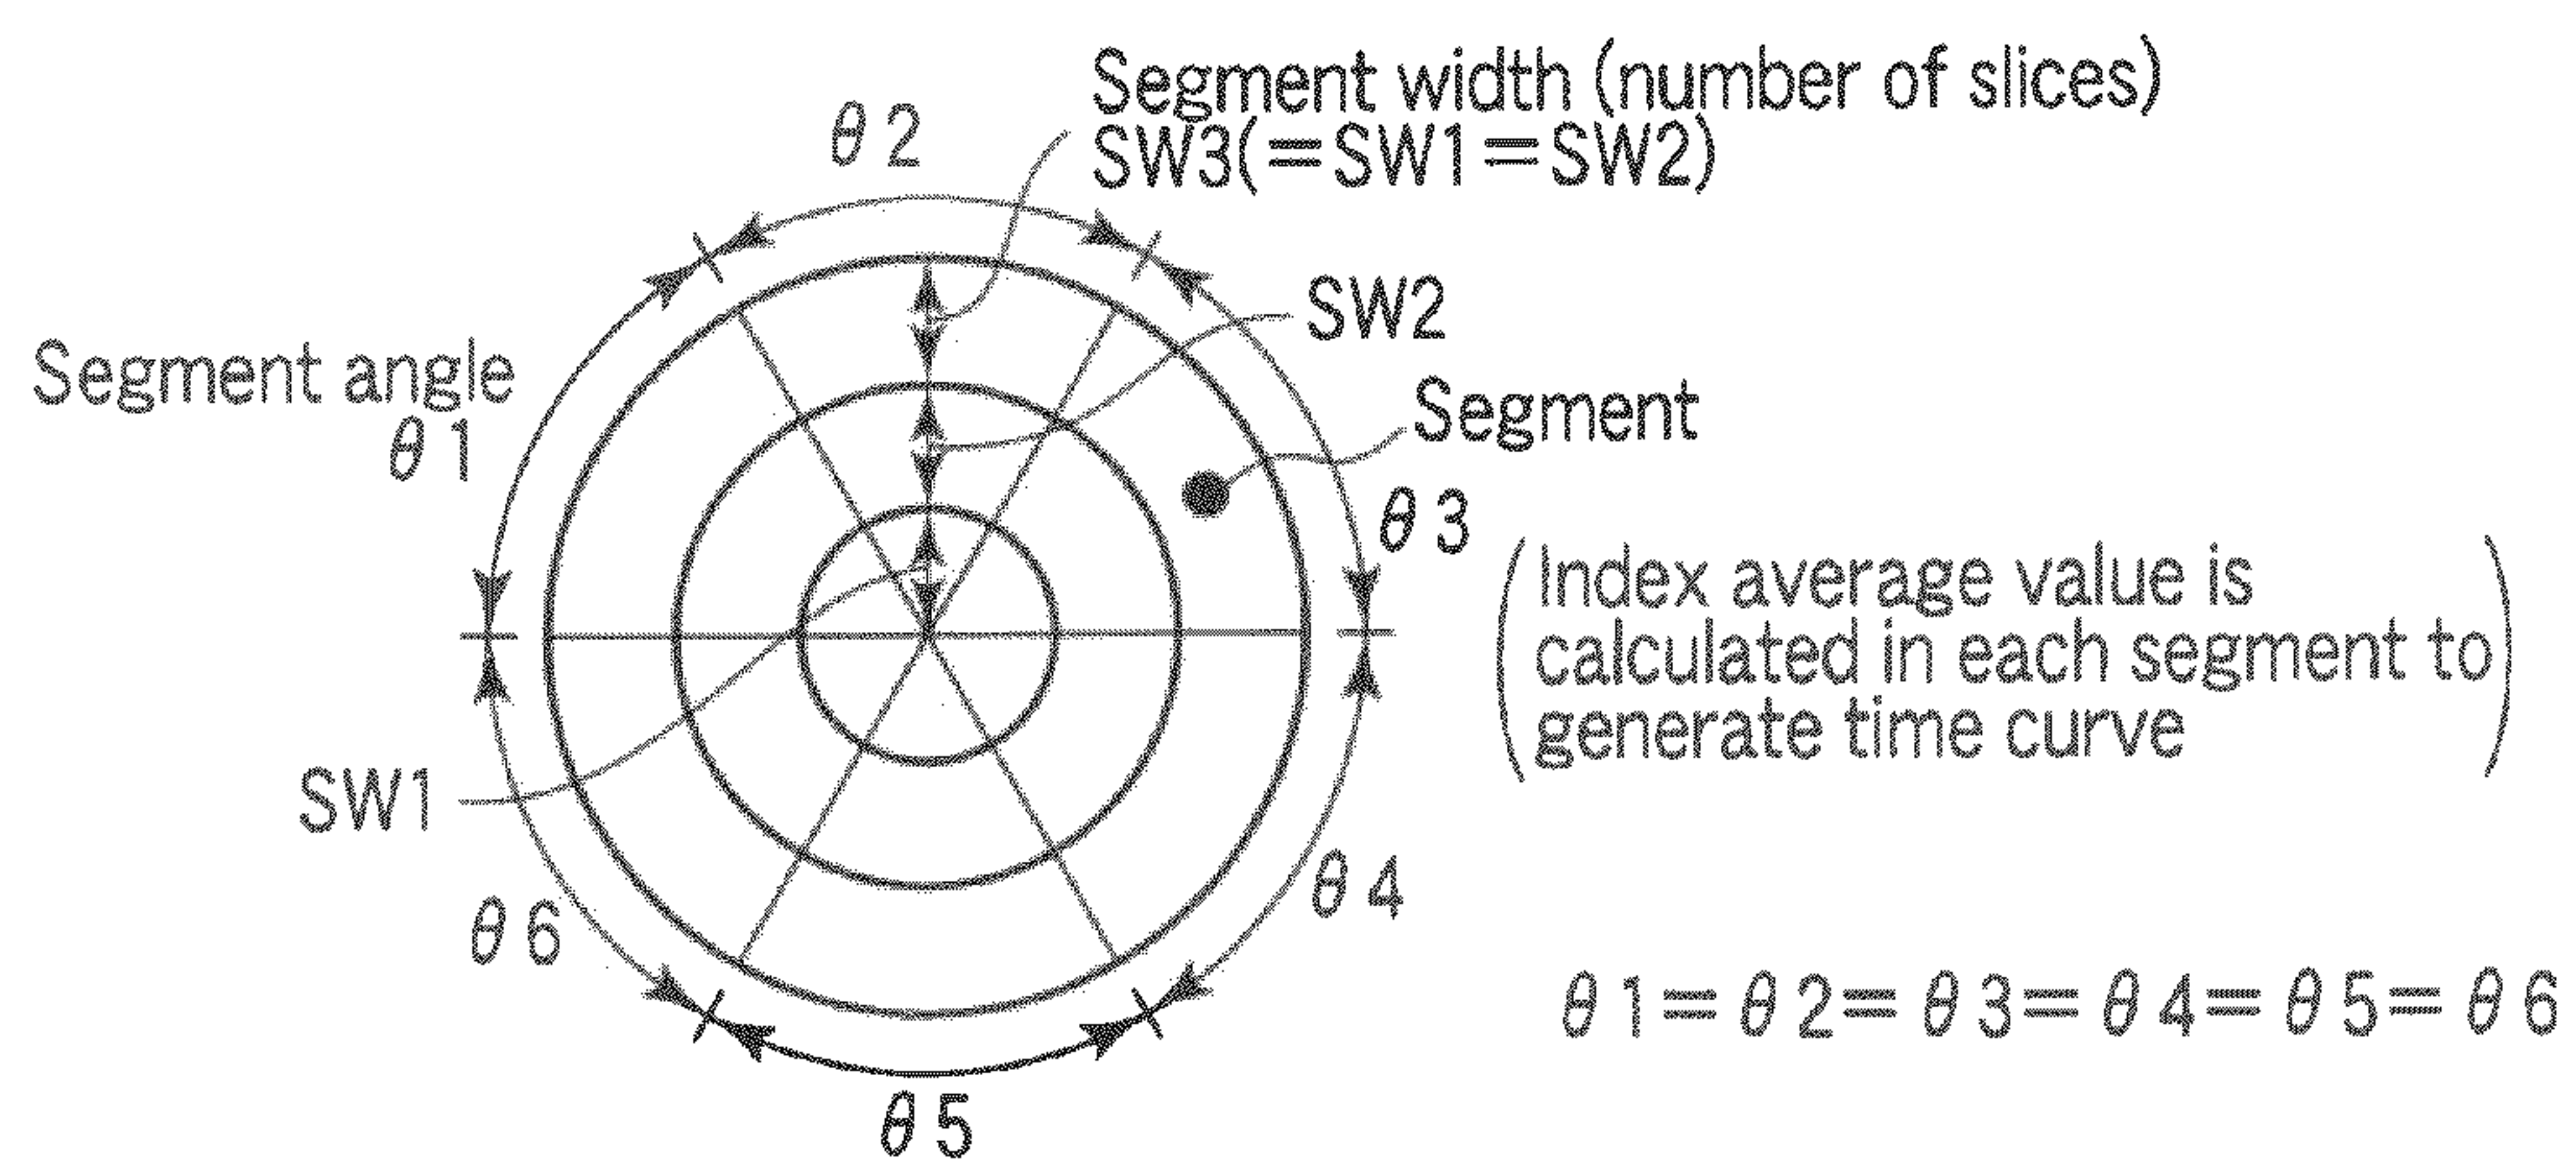 Segment width (number of slices)
SW3(=SW1=SW2)
θ2
SW2
Segment angle
θ1
Segment
θ3
Index average value is
calculated in each segment to
generate time curve
SW1
θ4
θ6
θ1=θ2=θ3=θ4=θ5=θ6
θ5